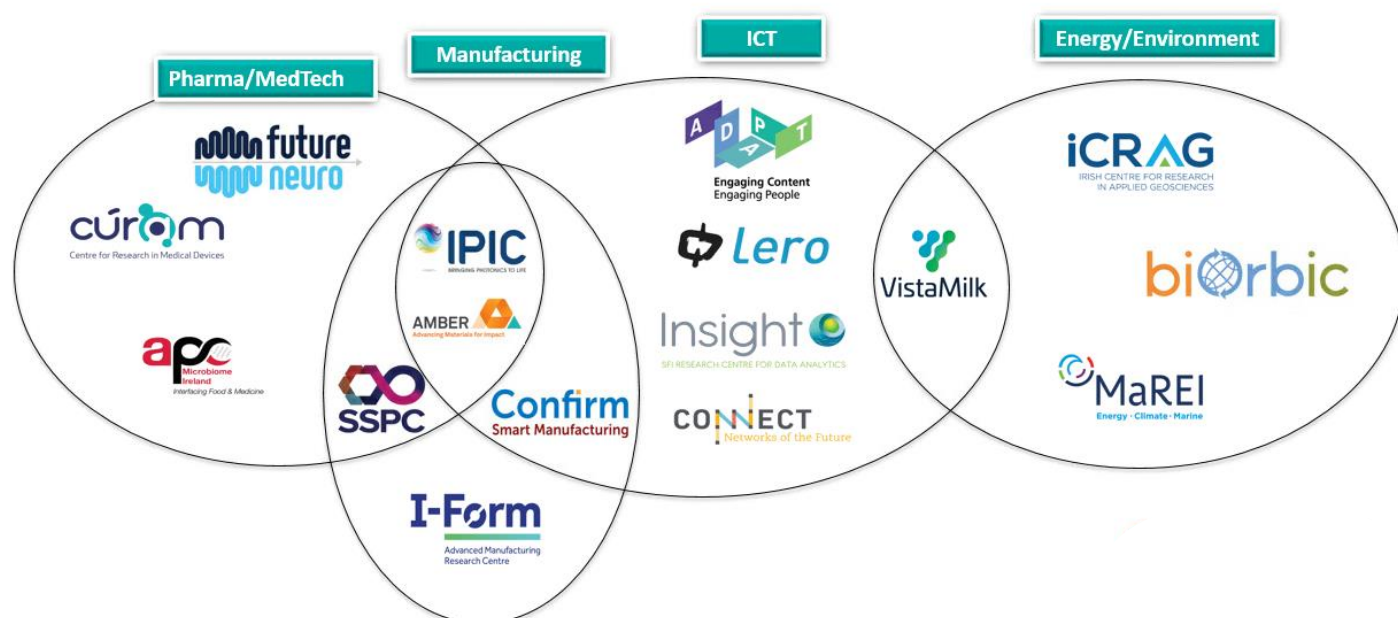 Pharma/MedTech
Manufacturing
ICT
Energy/Environment
future
neuro
cúram
Centre for Research in Medical Devices
apc
Microbiome
Ireland
Interfacing Food & Medicine
IPIC
BRINGING PHOTONICS TO LIFE
AMBER
Advancing Materials for Impact
SSPC
Confirm
Smart Manufacturing
I-Form
Advanced Manufacturing
Research Centre
ADAPT
Engaging Content
Engaging People
Lero
Insight
SFI RESEARCH CENTRE FOR DATA ANALYTICS
CONNECT
Networks of the Future
VistaMilk
iCRAG
IRISH CENTRE FOR RESEARCH
IN APPLIED GEOSCIENCES
biOrbic
MaREI
Energy · Climate · Marine